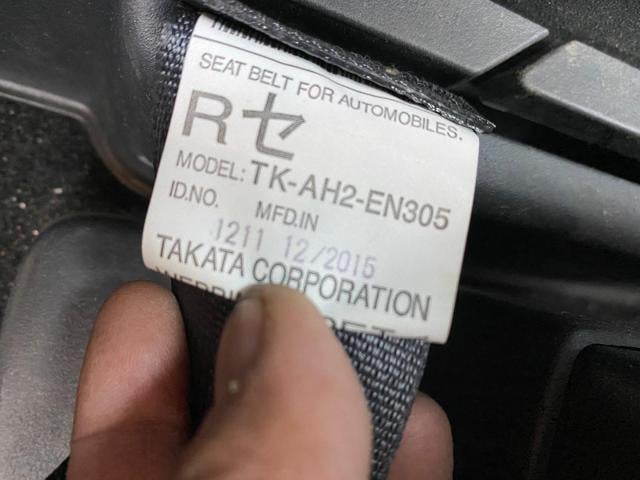 SEAT BELT FOR AUTOMOBILES.
Rセ
MODEL: TK-AH2-EN305
ID.NO. MFD.IN
1211 12/2015
TAKATA CORPORATION